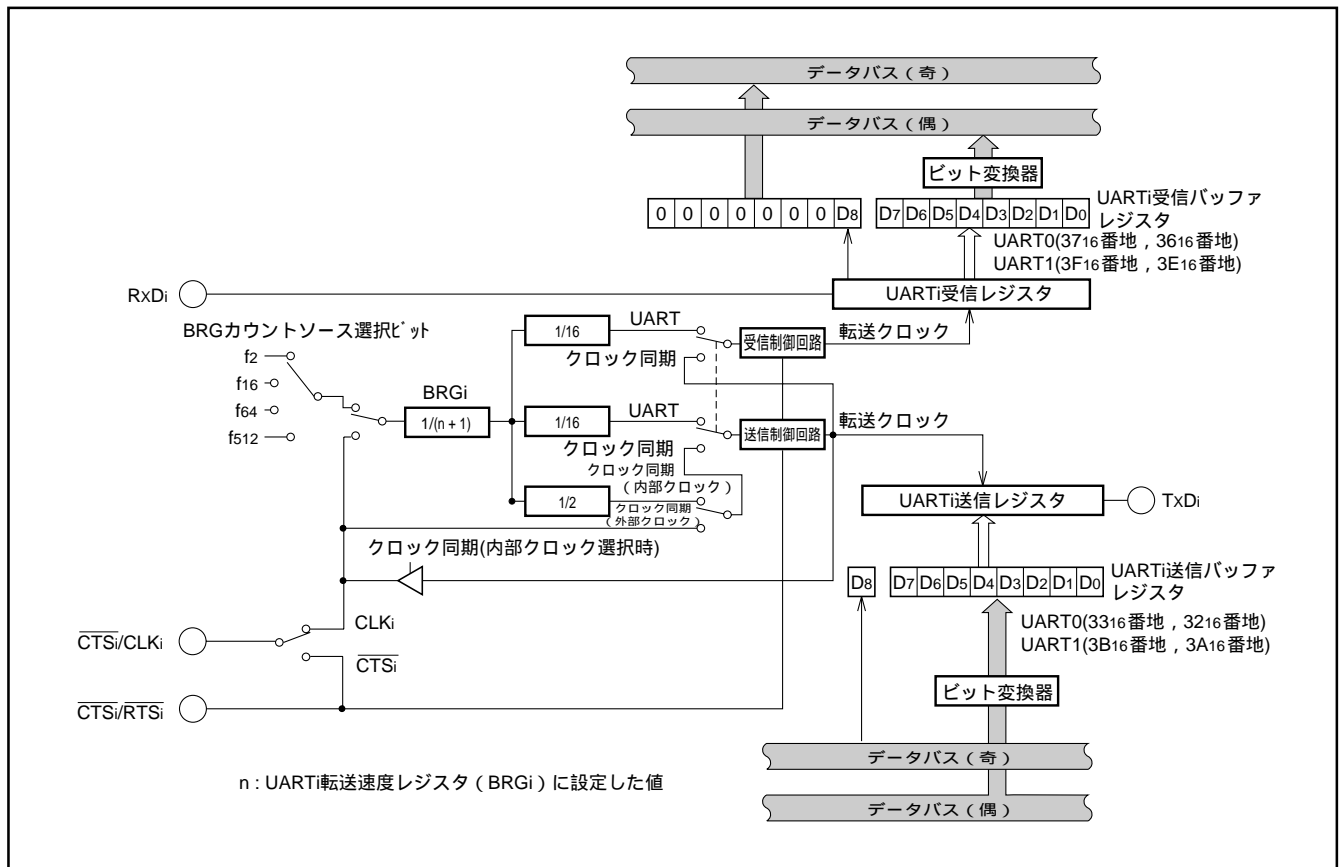 データバス（奇）
データバス（偶）
ビット変換器
0 0 0 0 0 0 0 D8
D7 D6 D5 D4 D3 D2 D1 D0
UARTi受信バッファ
レジスタ
UART0(3716番地，3616番地)
UART1(3F16番地，3E16番地)
RXDi
UARTi受信レジスタ
BRGカウントソース選択ビット
f2
f16
f64
f512
BRGi
1/(n + 1)
1/16
UART
クロック同期
受信制御回路
転送クロック
1/16
UART
クロック同期
送信制御回路
転送クロック
クロック同期
（内部クロック）
1/2
クロック同期
（外部クロック）
UARTi送信レジスタ
TXDi
クロック同期(内部クロック選択時)
D8
D7 D6 D5 D4 D3 D2 D1 D0
UARTi送信バッファ
レジスタ
UART0(3316番地，3216番地)
UART1(3B16番地，3A16番地)
CTSi/CLKi
CLKi
CTSi
CTSi/RTSi
ビット変換器
データバス（奇）
データバス（偶）
n : UARTi転送速度レジスタ（BRGi）に設定した値